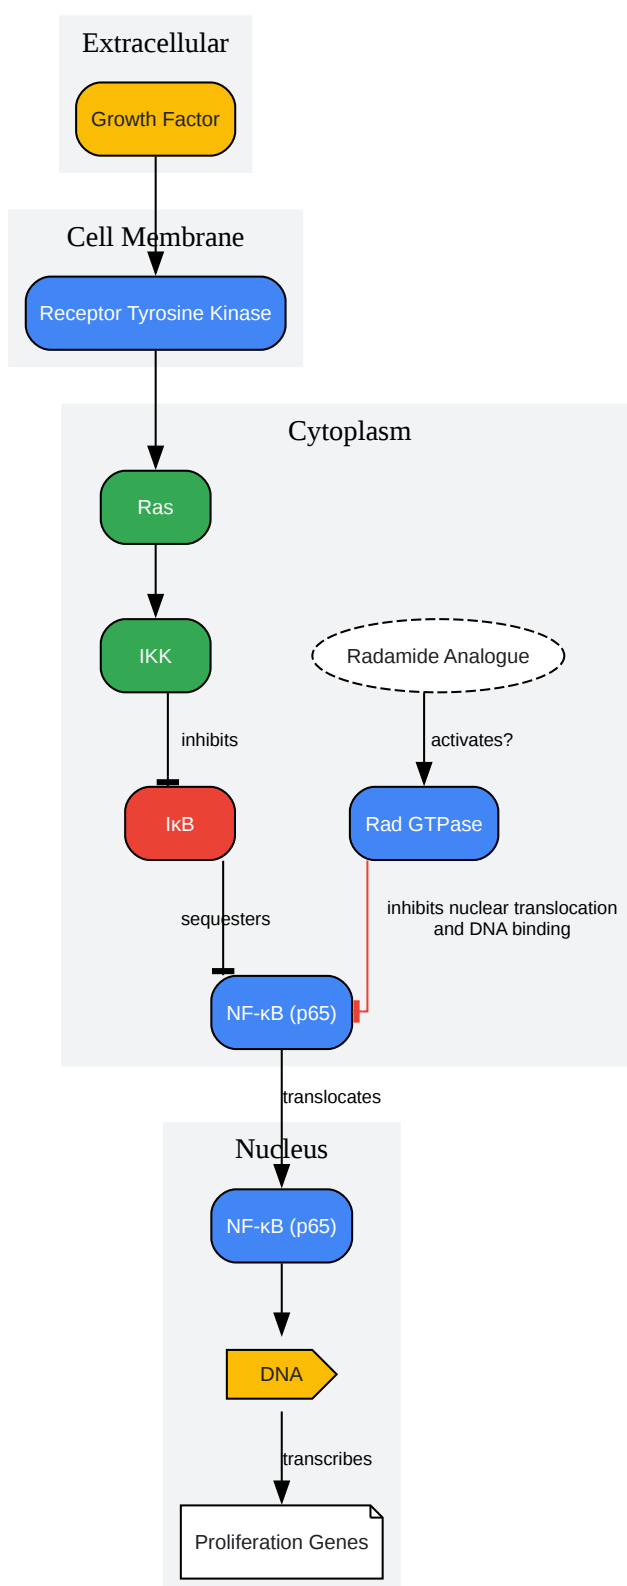 Extracellular
Growth Factor
Cell Membrane
Receptor Tyrosine Kinase
Cytoplasm
Ras
IKK
Radamide Analogue
inhibits
activates?
IκB
Rad GTPase
sequesters
inhibits nuclear translocation
and DNA binding
NF-κB (p65)
translocates
Nucleus
NF-κB (p65)
DNA
transcribes
Proliferation Genes